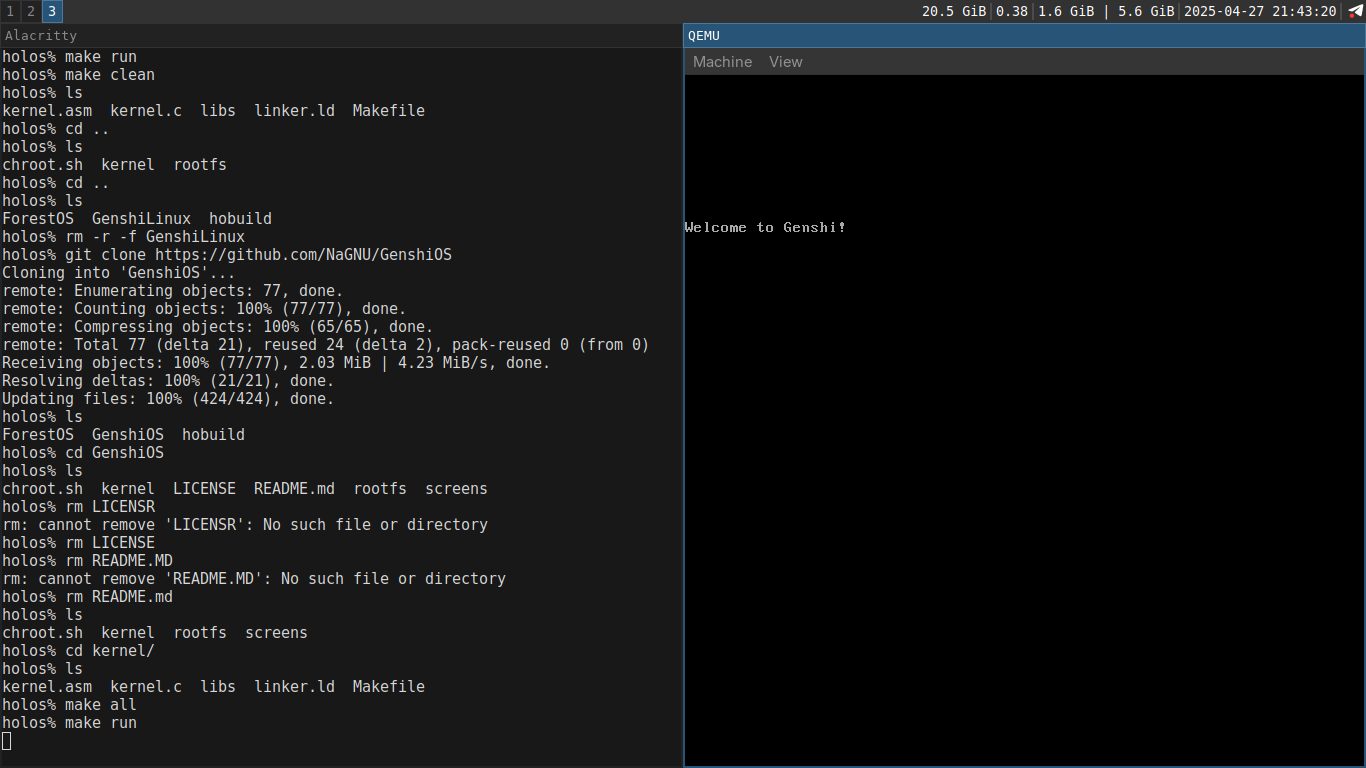 1 2 3
20.5 GiB 0.38 1.6 GiB | 5.6 GiB 2025-04-27 21:43:20
Alacritty
holos% make run
holos% make clean
holos% ls
kernel.asm  kernel.c  libs  linker.ld  Makefile
holos% cd ..
holos% ls
chroot.sh  kernel  rootfs
holos% cd ..
holos% ls
ForestOS  GenshiLinux  hobuild
holos% rm -r -f GenshiLinux
holos% git clone https://github.com/NaGNU/GenshiOS
Cloning into 'GenshiOS'...
remote: Enumerating objects: 77, done.
remote: Counting objects: 100% (77/77), done.
remote: Compressing objects: 100% (65/65), done.
remote: Total 77 (delta 21), reused 24 (delta 2), pack-reused 0 (from 0)
Receiving objects: 100% (77/77), 2.03 MiB | 4.23 MiB/s, done.
Resolving deltas: 100% (21/21), done.
Updating files: 100% (424/424), done.
holos% ls
ForestOS  GenshiOS  hobuild
holos% cd GenshiOS
holos% ls
chroot.sh  kernel  LICENSE  README.md  rootfs  screens
holos% rm LICENSR
rm: cannot remove 'LICENSR': No such file or directory
holos% rm LICENSE
holos% rm README.MD
rm: cannot remove 'README.MD': No such file or directory
holos% rm README.md
holos% ls
chroot.sh  kernel  rootfs  screens
holos% cd kernel/
holos% ls
kernel.asm  kernel.c  libs  linker.ld  Makefile
holos% make all
holos% make run
QEMU
Machine View
Welcome to Genshi!